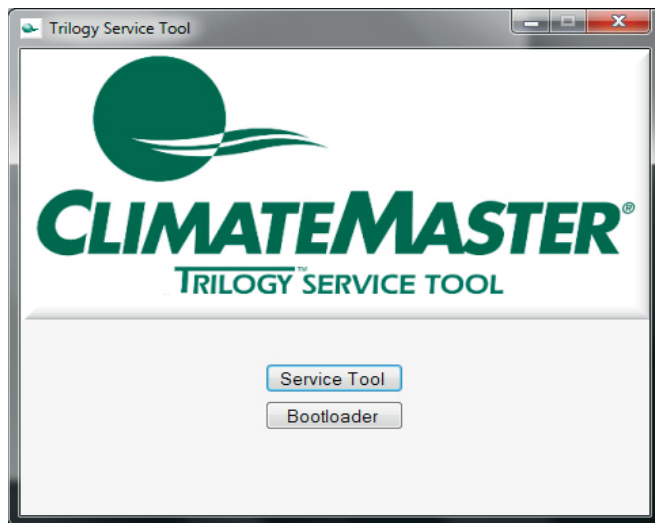 Trilogy Service Tool
CLIMATEMASTER®
TRILOGY™ SERVICE TOOL
Service Tool
Bootloader